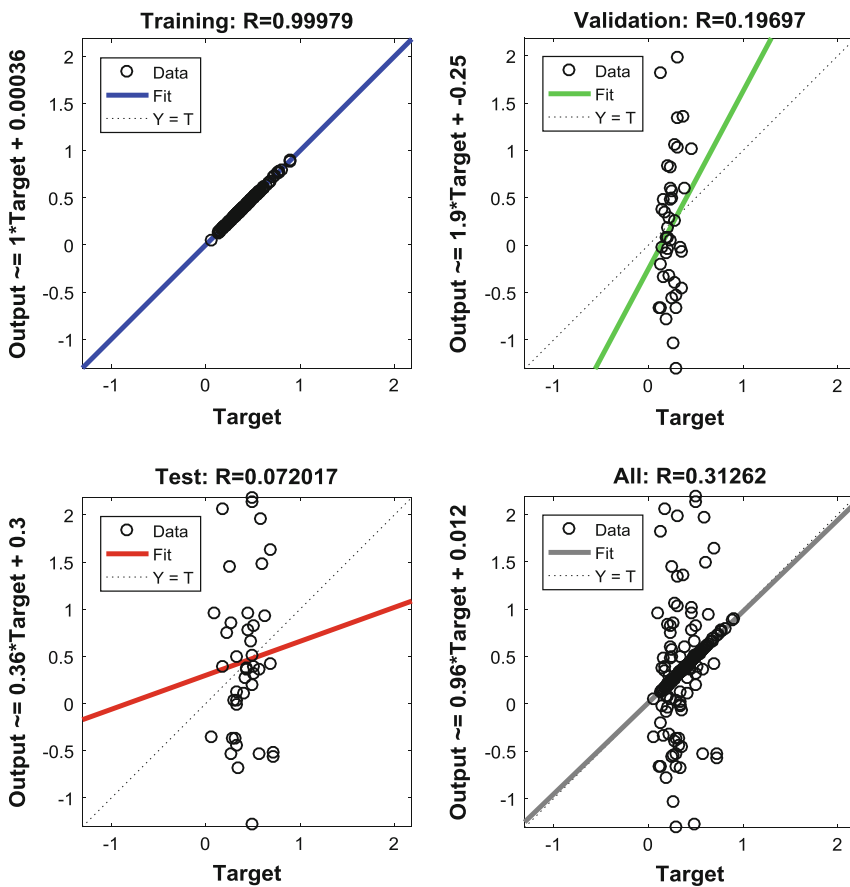 Training: R=0.99979
Output ~= 1*Target + 0.00036
2
1.5
1
0.5
0
-0.5
-1
Data
Fit
Y = T
-1
0
1
2
Target
Validation: R=0.19697
Output ~= 1.9*Target + -0.25
2
1.5
1
0.5
0
-0.5
-1
Data
Fit
Y = T
-1
0
1
2
Target
Test: R=0.072017
Output ~= 0.36*Target + 0.3
2
1.5
1
0.5
0
-0.5
-1
Data
Fit
Y = T
-1
0
1
2
Target
All: R=0.31262
Output ~= 0.96*Target + 0.012
2
1.5
1
0.5
0
-0.5
-1
Data
Fit
Y = T
-1
0
1
2
Target